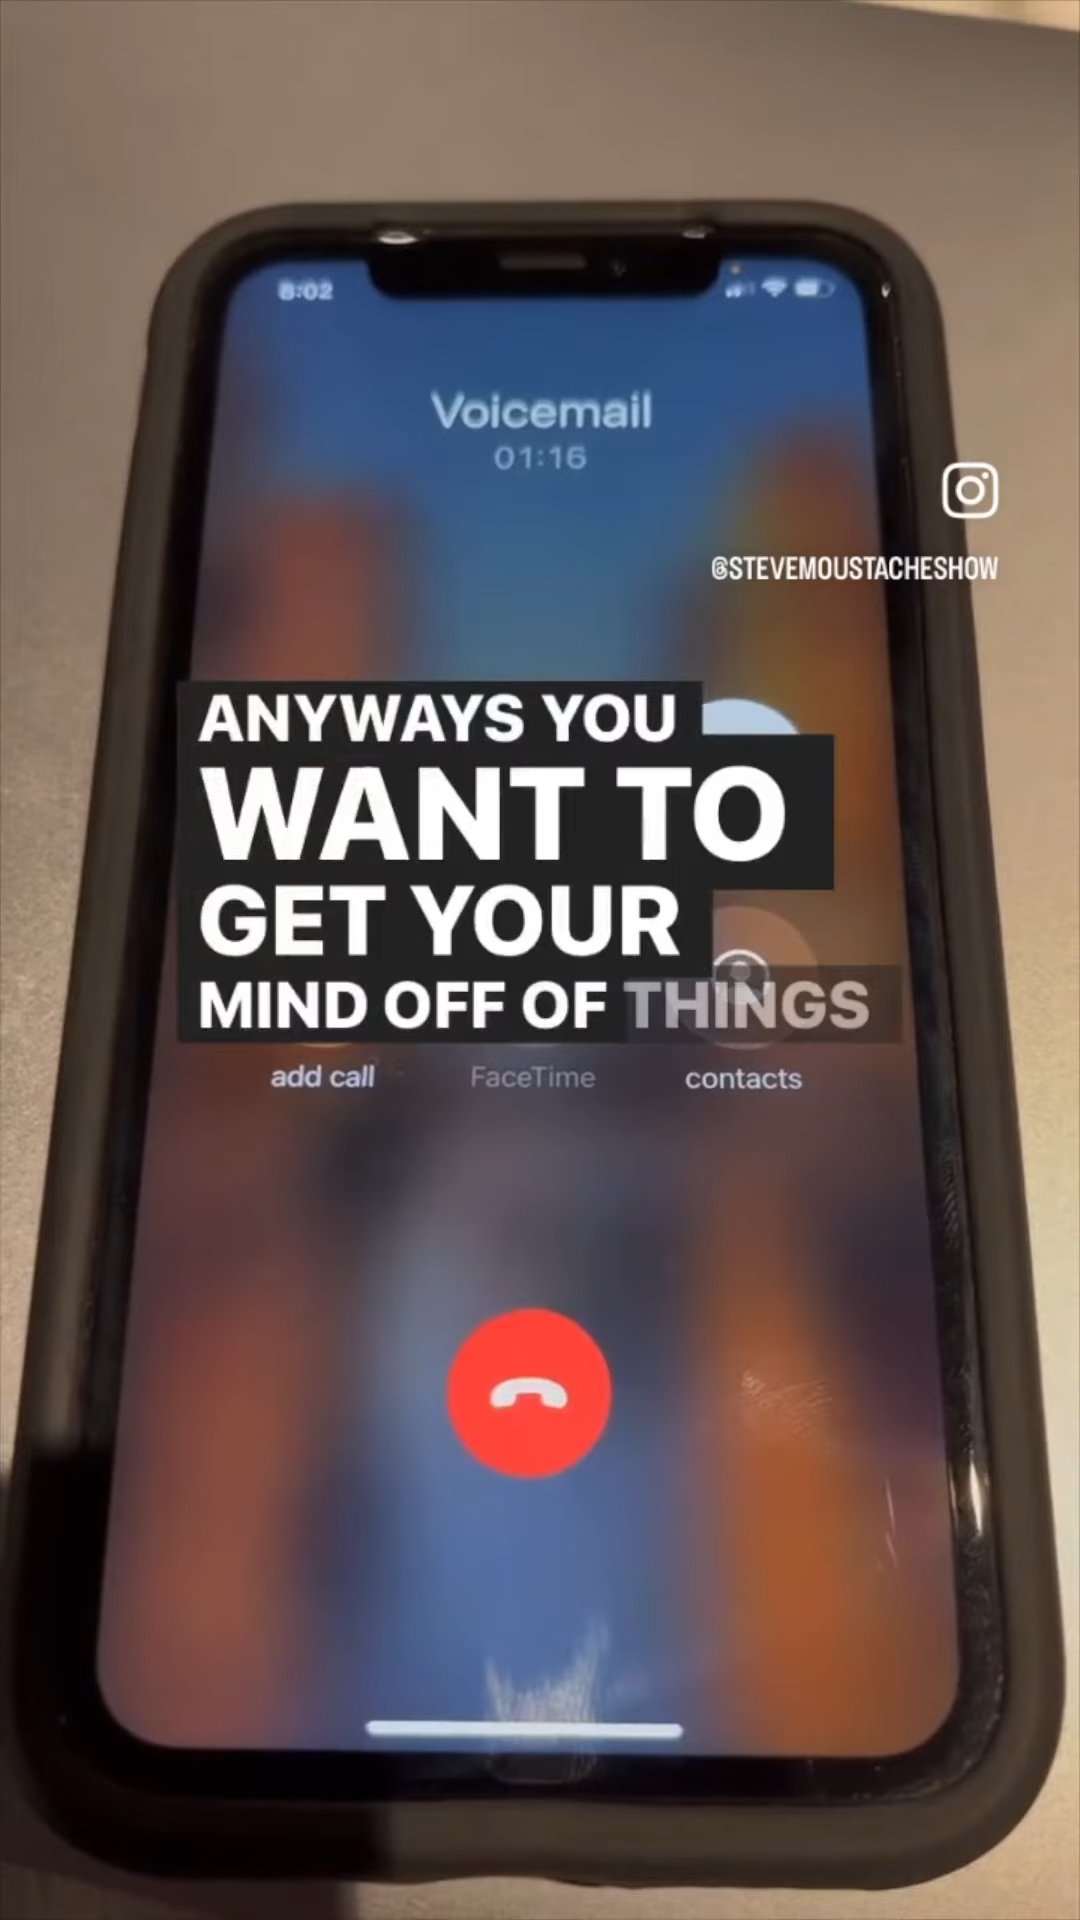 8:02
Voicemail
01:16
@STEVEMOUSTACHESHOW
ANYWAYS YOU
WANT TO
GET YOUR
MIND OFF OF THINGS
add call FaceTime contacts